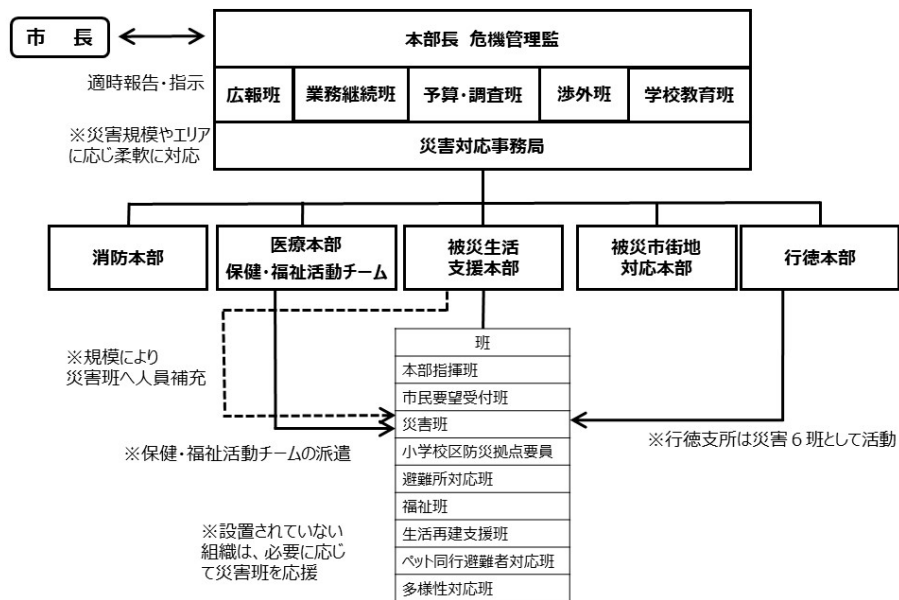 市 長
本部長 危機管理監
適時報告・指示
広報班
業務継続班
予算・調査班
渉外班
学校教育班
※災害規模やエリア
に応じ柔軟に対応
災害対応事務局
消防本部
医療本部
保健・福祉活動チーム
被災生活
支援本部
被災市街地
対応本部
行徳本部
※規模により
災害班へ人員補充
班
本部指揮班
市民要望受付班
災害班
小学校区防災拠点要員
避難所対応班
福祉班
生活再建支援班
ペット同行避難者対応班
多様性対応班
※保健・福祉活動チームの派遣
※行徳支所は災害6班として活動
※設置されていない
組織は、必要に応じ
て災害班を応援